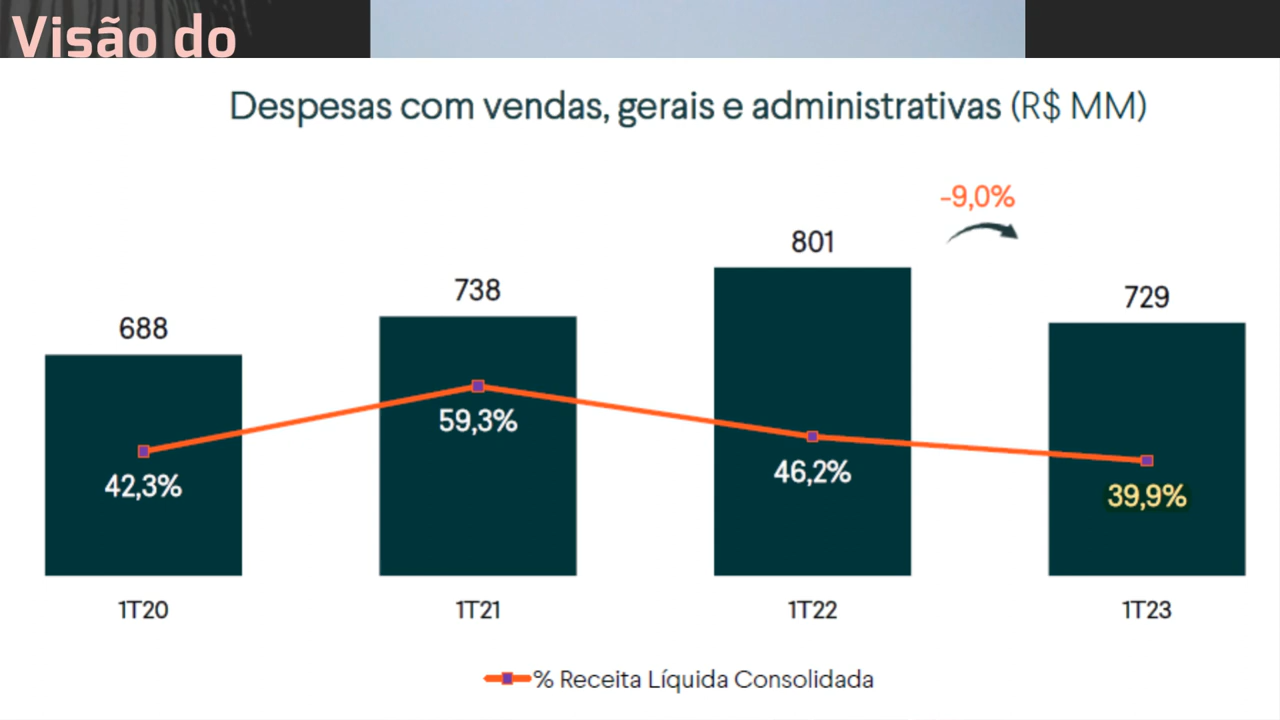 Visão do
Despesas com vendas, gerais e administrativas (R$ MM)
-9,0%
688
738
801
729
42,3%
59,3%
46,2%
39,9%
1T20
1T21
1T22
1T23
% Receita Líquida Consolidada